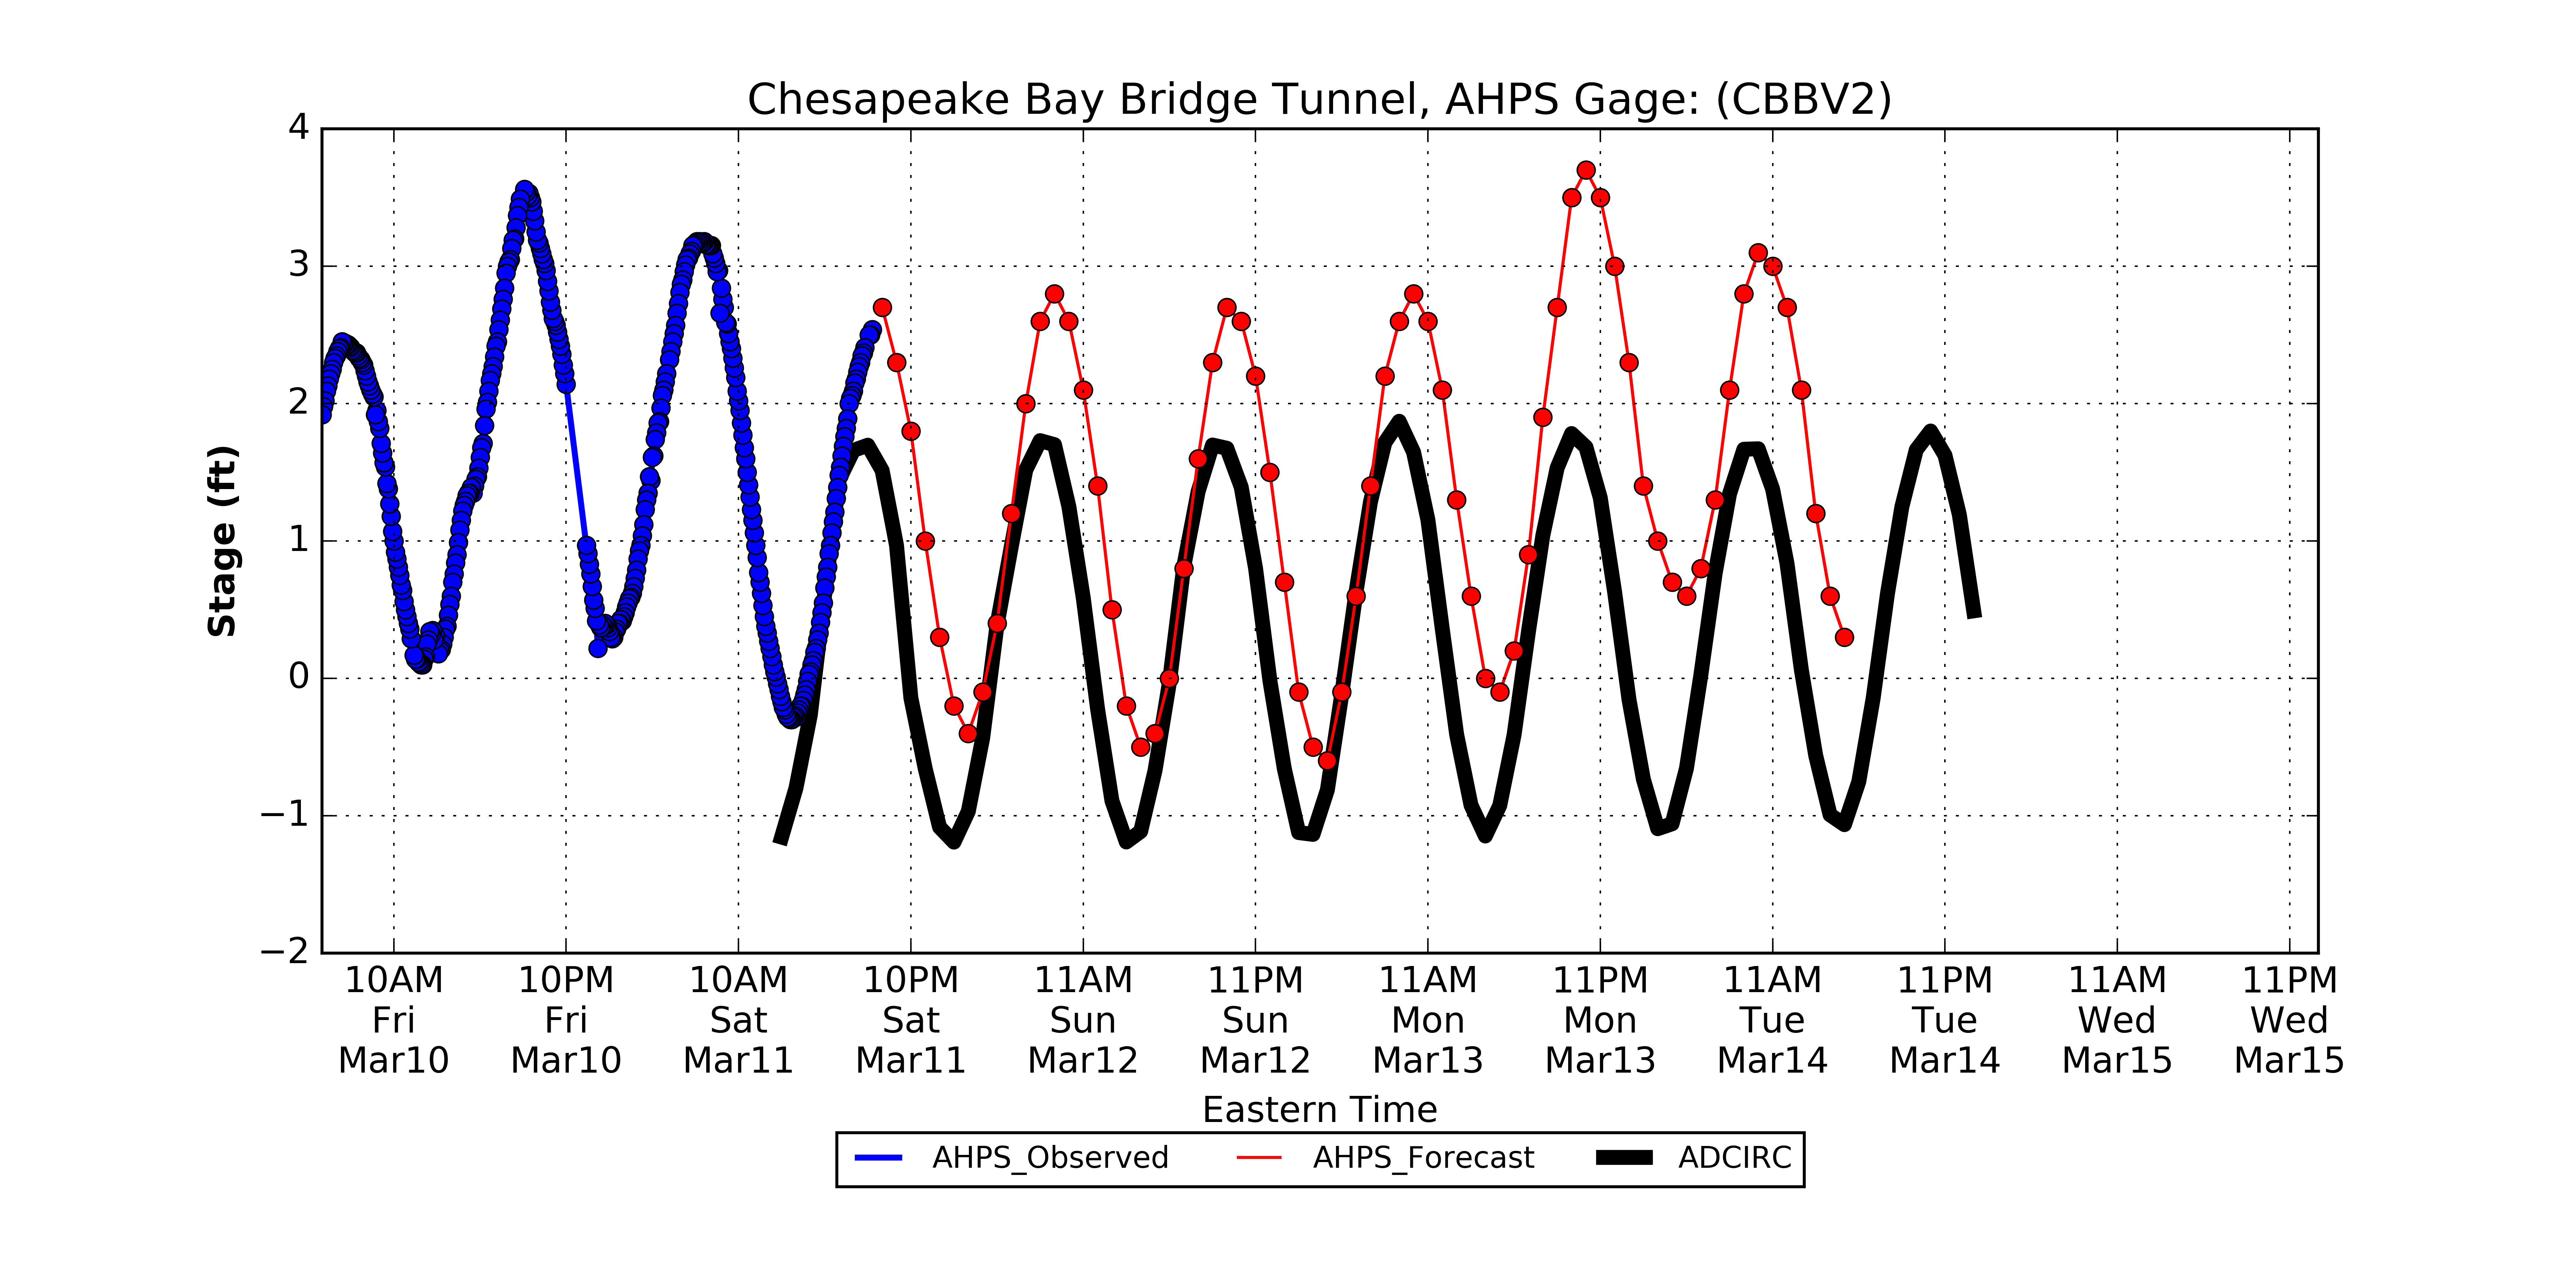 Chesapeake Bay Bridge Tunnel, AHPS Gage: (CBBV2)
4
3
2
1
0
−1
−2
Stage (ft)
10AM 10PM 10AM 10PM 11AM 11PM 11AM 11PM 11AM 11PM 11AM 11PM
Fri Fri Sat Sat Sun Sun Mon Mon Tue Tue Wed Wed
Mar10 Mar10 Mar11 Mar11 Mar12 Mar12 Mar13 Mar13 Mar14 Mar14 Mar15 Mar15
Eastern Time
AHPS_Observed AHPS_Forecast ADCIRC